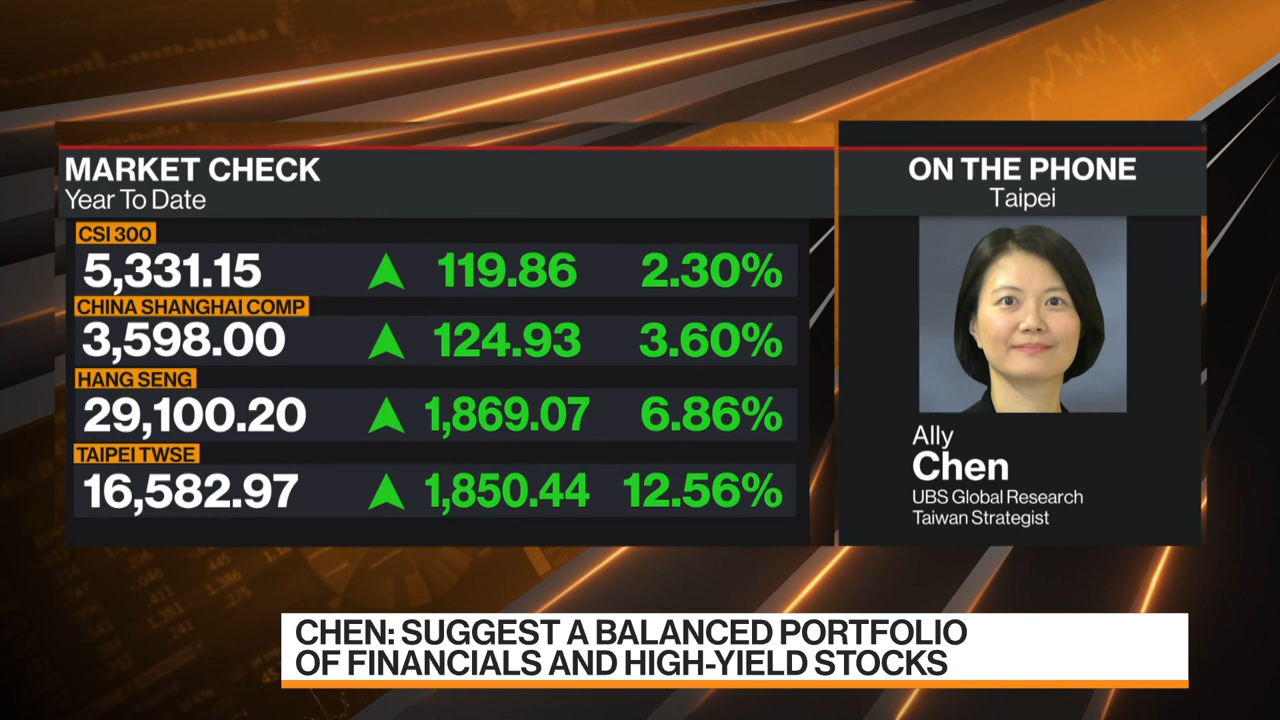 MARKET CHECK
Year To Date
CSI 300
5,331.15 119.86 2.30%
CHINA SHANGHAI COMP
3,598.00 124.93 3.60%
HANG SENG
29,100.20 1,869.07 6.86%
TAIPEI TWSE
16,582.97 1,850.44 12.56%
ON THE PHONE
Taipei
Ally
Chen
UBS Global Research
Taiwan Strategist
CHEN: SUGGEST A BALANCED PORTFOLIO
OF FINANCIALS AND HIGH-YIELD STOCKS